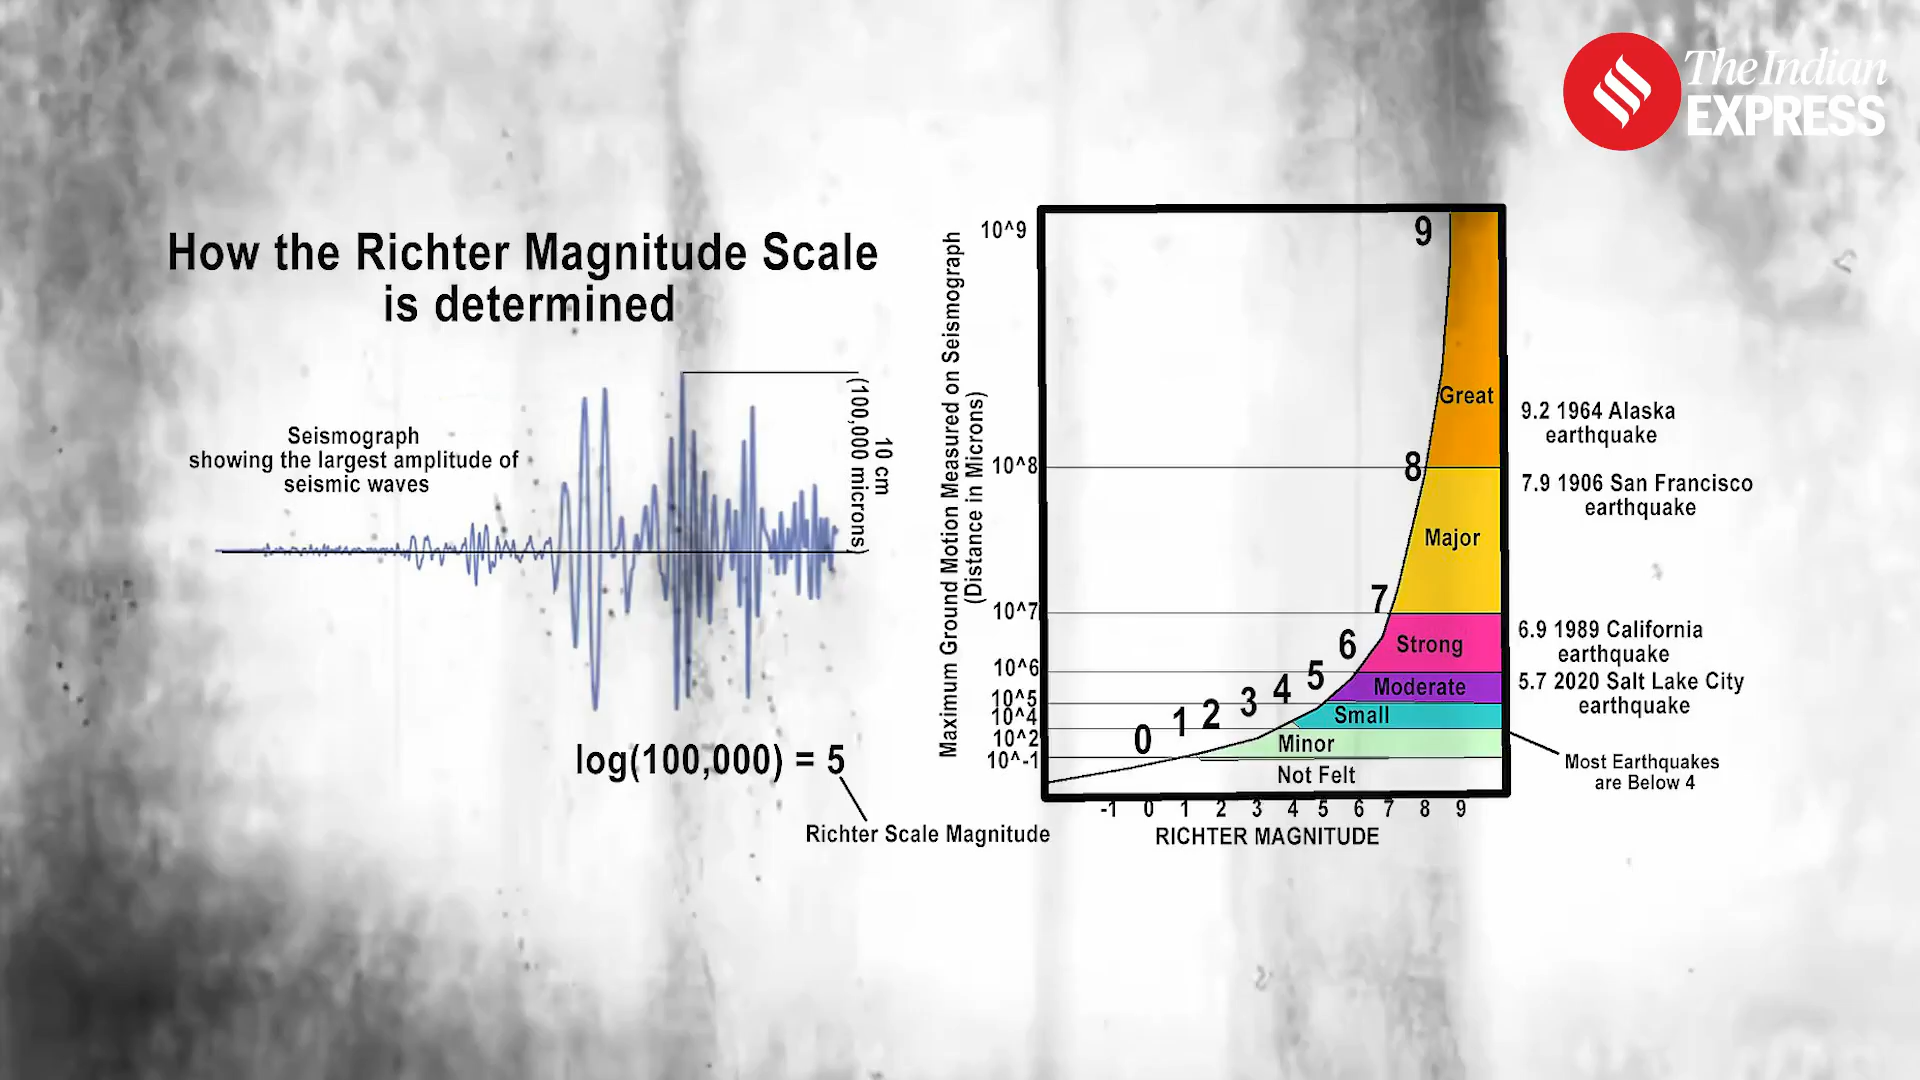 The Indian
EXPRESS
How the Richter Magnitude Scale
is determined
Seismograph
showing the largest amplitude of
seismic waves
10 cm
(100,000 microns)
log(100,000) = 5
Richter Scale Magnitude
Maximum Ground Motion Measured on Seismograph
(Distance in Microns)
10^9
10^8
10^7
10^6
10^5
10^4
10^2
10^-1
9
8
7
6
5
4
3
2
1
0
Great
Major
Strong
Moderate
Small
Minor
Not Felt
-1 0 1 2 3 4 5 6 7 8 9
RICHTER MAGNITUDE
9.2 1964 Alaska
earthquake
7.9 1906 San Francisco
earthquake
6.9 1989 California
earthquake
5.7 2020 Salt Lake City
earthquake
Most Earthquakes
are Below 4